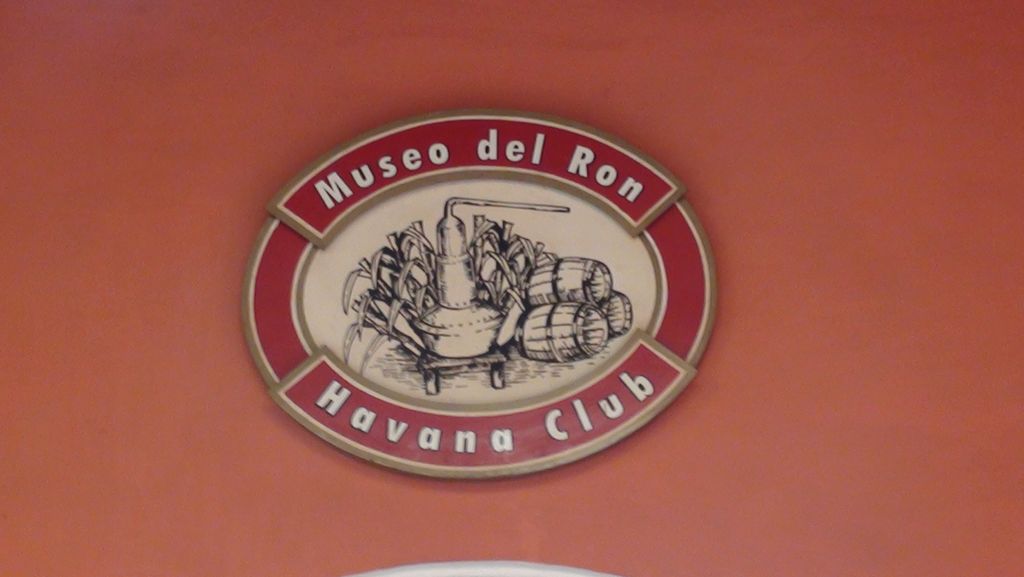 Museo del Ron
Havana Club